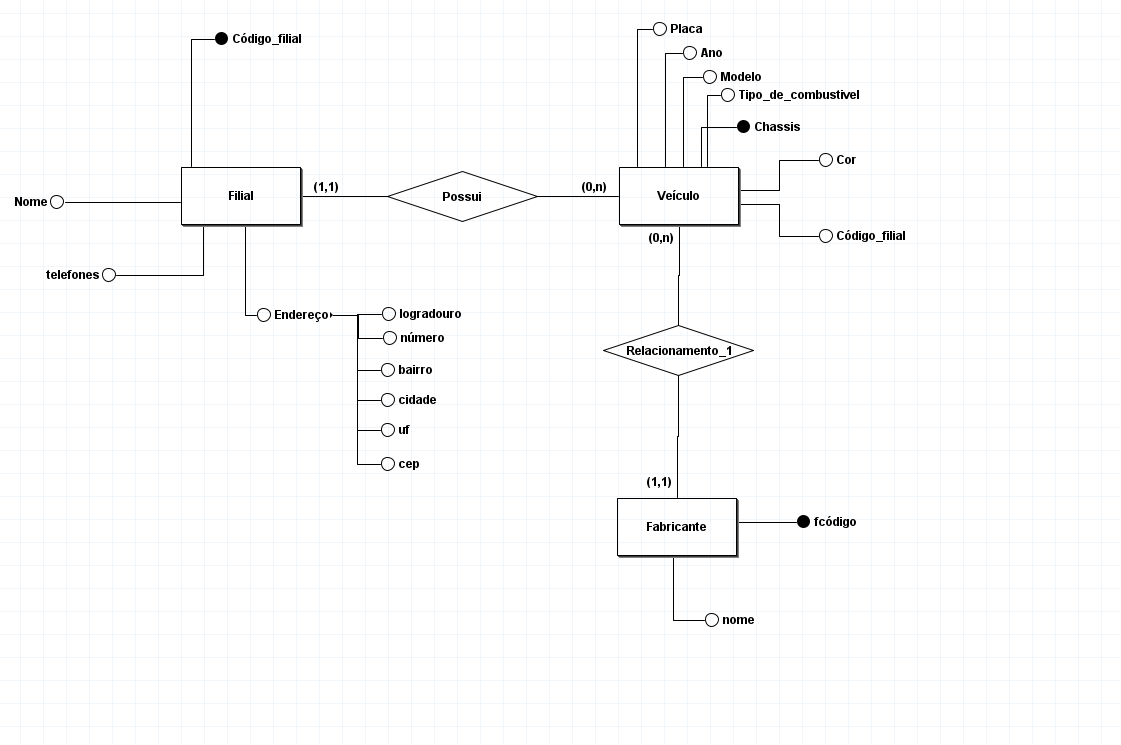 Placa
Código_filial
Ano
Modelo
Tipo_de_combustivel
Chassis
Cor
(1,1)
(0,n)
Filial
Possui
Veículo
Nome
(0,n)
Código_filial
telefones
Endereço
logradouro
número
Relacionamento_1
bairro
cidade
uf
cep
(1,1)
Fabricante
fcódigo
nome